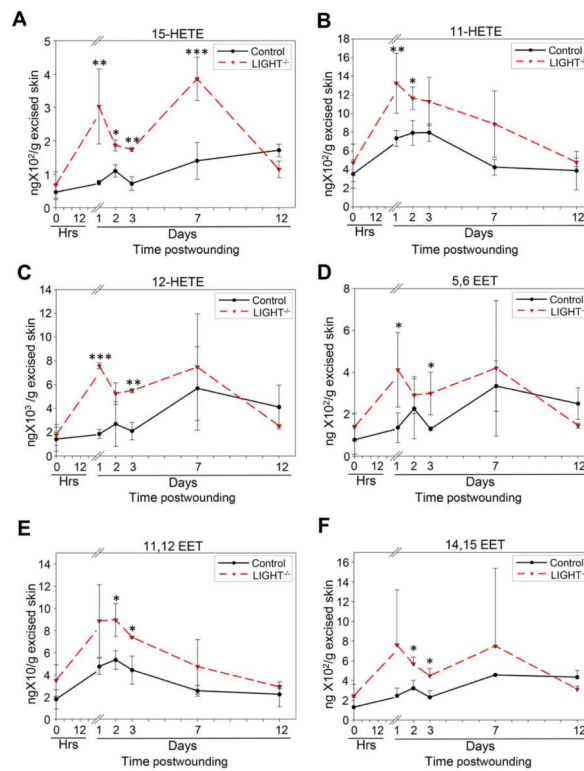 A
15-HETE
Control
LIGHT-/-
ngX10²/g excised skin
5
4
3
2
1
0
**
*
**
***
0 12 1 2 3 7 12
Hrs Days
Time postwounding
B
11-HETE
Control
LIGHT-/-
ngX10²/g excised skin
18
16
14
12
10
8
6
4
2
0
**
*
0 12 1 2 3 7 12
Hrs Days
Time postwounding
C
12-HETE
Control
LIGHT-/-
ngX10³/g excised skin
14
12
10
8
6
4
2
0
***
**
0 12 1 2 3 7 12
Hrs Days
Time postwounding
D
5,6 EET
Control
LIGHT-/-
ngX10²/g excised skin
8
6
4
2
0
*
*
0 12 1 2 3 7 12
Hrs Days
Time postwounding
E
11,12 EET
Control
LIGHT-/-
ngX10/g excised skin
14
12
10
8
6
4
2
0
*
*
0 12 1 2 3 7 12
Hrs Days
Time postwounding
F
14,15 EET
Control
LIGHT-/-
ng X10²/g excised skin
16
14
12
10
8
6
4
2
0
*
*
0 12 1 2 3 7 12
Hrs Days
Time postwounding